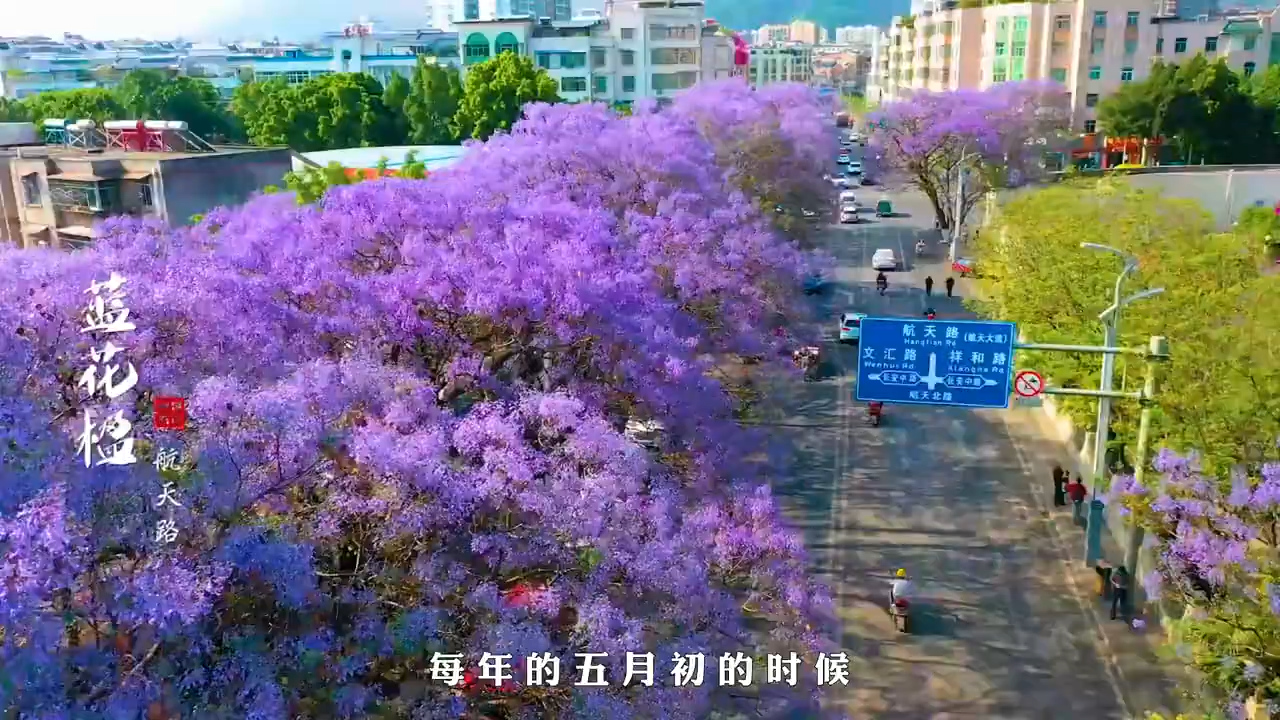 蓝花楹
航天路
航天路 (航天大道)
Hangtian Rd
文汇路 祥和路
Wenhui Rd Xianghe Rd
长安中路 长安中路
航天北路
每年的五月初的时候